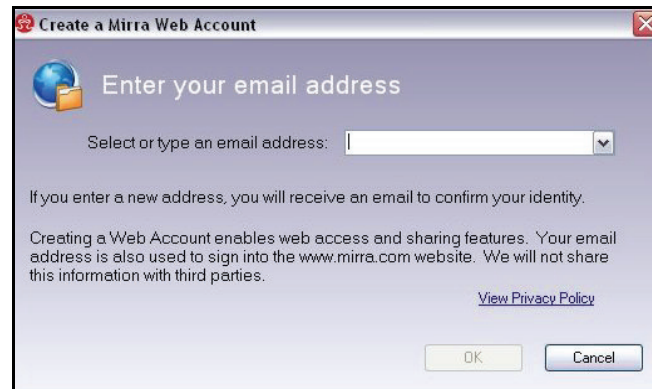 Create a Mirra Web Account
Enter your email address
Select or type an email address:
If you enter a new address, you will receive an email to confirm your identity.
Creating a Web Account enables web access and sharing features. Your email
address is also used to sign into the www.mirra.com website. We will not share
this information with third parties.
View Privacy Policy
OK
Cancel